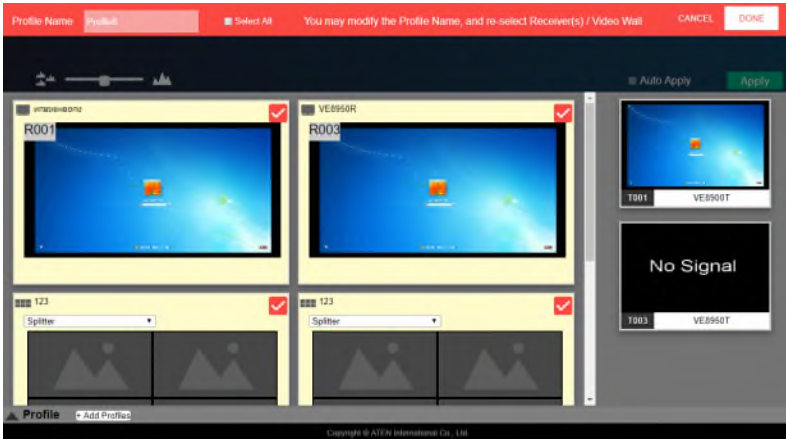 Profile Name
Select All
You may modify the Profile Name, and re-select Receiver(s) / Video Wall
CANCEL
DONE
Auto Apply
Apply
R001
VE8950R
R003
T001
VE8900T
No Signal
T003
VE8950T
123
Splitter
123
Splitter
Profile
+ Add Profiles
Copyright © ATEN International Co., Ltd.